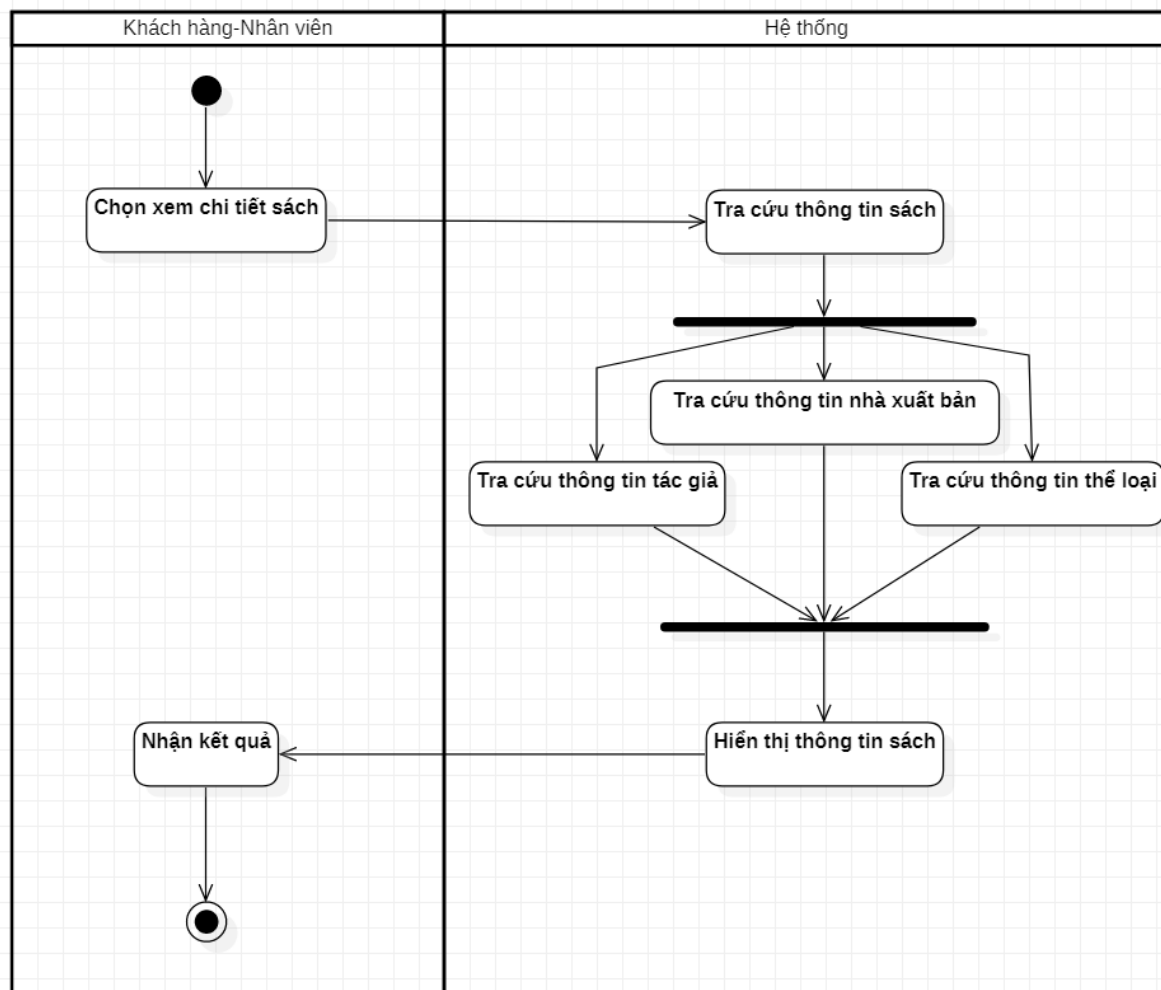 Khách hàng-Nhân viên
Hệ thống
Chọn xem chi tiết sách
Tra cứu thông tin sách
Tra cứu thông tin nhà xuất bản
Tra cứu thông tin tác giả
Tra cứu thông tin thể loại
Nhận kết quả
Hiển thị thông tin sách